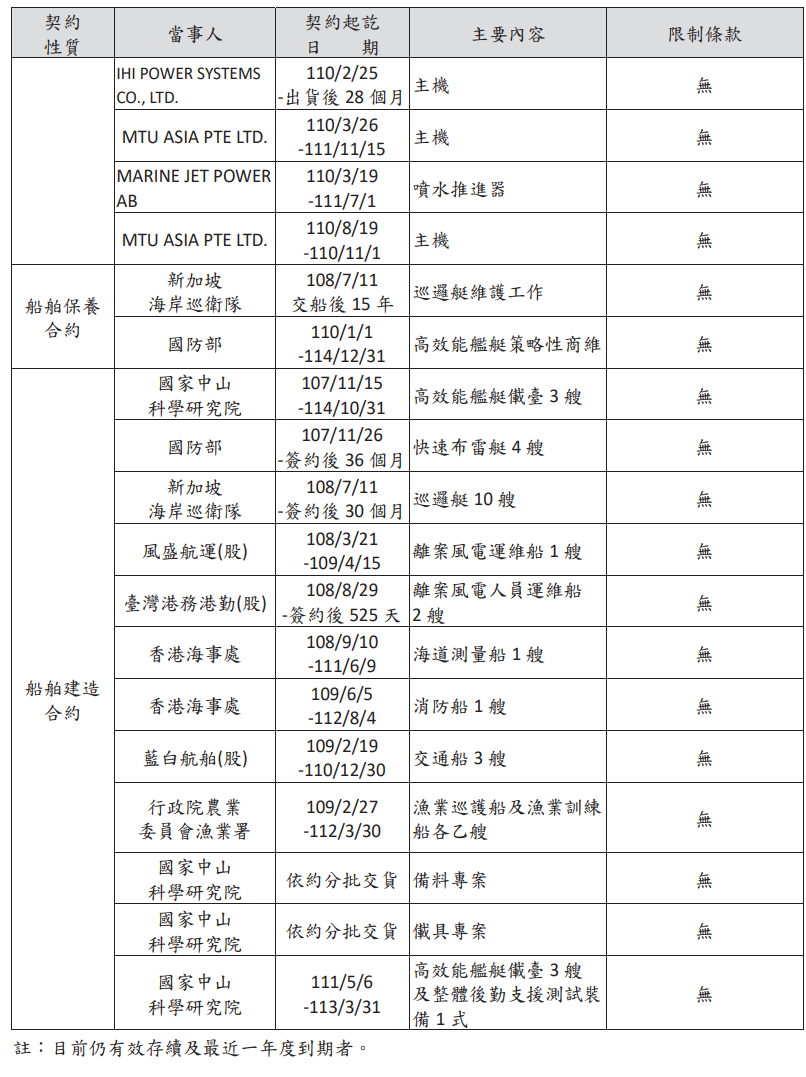 契約 性質 當事人 契約起訖 日　期 主要內容 限制條款
IHI POWER SYSTEMS CO., LTD. 110/2/25 -出貨後 28 個月 主機 無
MTU ASIA PTE LTD. 110/3/26 -111/11/15 主機 無
MARINE JET POWER AB 110/3/19 -111/7/1 噴水推進器 無
MTU ASIA PTE LTD. 110/8/19 -110/11/1 主機 無
船舶保養 合約 新加坡 海岸巡衛隊 108/7/11 交船後 15 年 巡邏艇維護工作 無
國防部 110/1/1 -114/12/31 高效能艦艇策略性商維 無
船舶建造 合約
國家中山 科學研究院 107/11/15 -114/10/31 高效能艦艇儎臺 3 艘 無
國防部 107/11/26 -簽約後 36 個月 快速布雷艇 4 艘 無
新加坡 海岸巡衛隊 108/7/11 -簽約後 30 個月 巡邏艇 10 艘 無
風盛航運(股) 108/3/21 -109/4/15 離案風電運維船 1 艘 無
臺灣港務港勤(股) 108/8/29 -簽約後 525 天 離案風電人員運維船 2 艘 無
香港海事處 108/9/10 -111/6/9 海道測量船 1 艘 無
香港海事處 109/6/5 -112/8/4 消防船 1 艘 無
藍白航舶(股) 109/2/19 -110/12/30 交通船 3 艘 無
行政院農業 委員會漁業署 109/2/27 -112/3/30 漁業巡護船及漁業訓練 船各乙艘 無
國家中山 科學研究院 依約分批交貨 備料專案 無
國家中山 科學研究院 依約分批交貨 儎具專案 無
國家中山 科學研究院 111/5/6 -113/3/31 高效能艦艇儎臺 3 艘 及整體後勤支援測試裝 備 1 式 無
註：目前仍有效存續及最近一年度到期者。